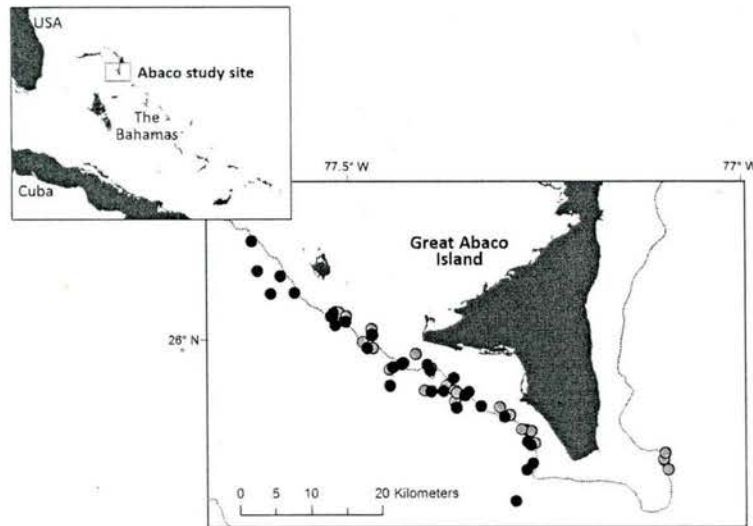 USA
Abaco study site
The
Bahamas
Cuba
77.5° W
77° W
Great Abaco
Island
26° N
0 5 10 20 Kilometers